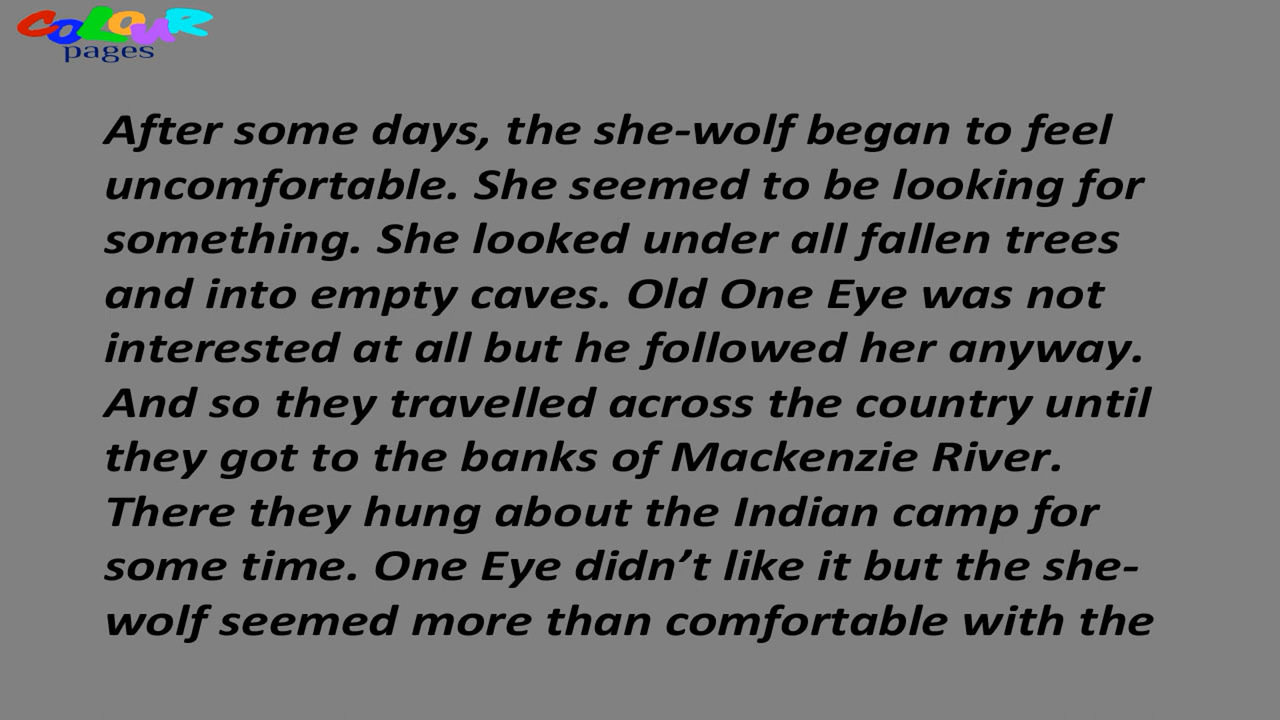 COLOUR
pages
After some days, the she-wolf began to feel
uncomfortable. She seemed to be looking for
something. She looked under all fallen trees
and into empty caves. Old One Eye was not
interested at all but he followed her anyway.
And so they travelled across the country until
they got to the banks of Mackenzie River.
There they hung about the Indian camp for
some time. One Eye didn’t like it but the she-
wolf seemed more than comfortable with the